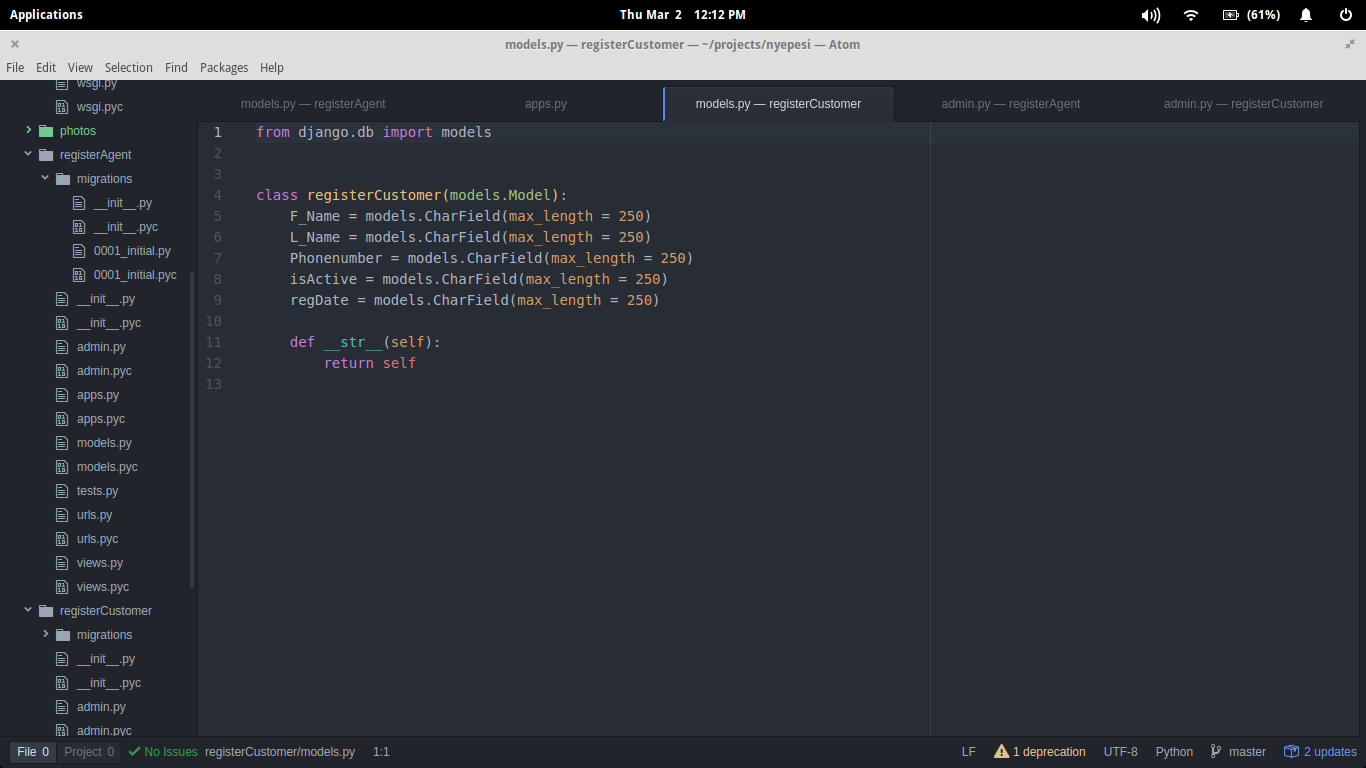 Applications
Thu Mar 2 12:12 PM
(61%)
models.py — registerCustomer — ~/projects/nyepesi — Atom
File Edit View Selection Find Packages Help
wsgi.py
wsgi.pyc
photos
registerAgent
migrations
__init__.py
__init__.pyc
0001_initial.py
0001_initial.pyc
__init__.py
__init__.pyc
admin.py
admin.pyc
apps.py
apps.pyc
models.py
models.pyc
tests.py
urls.py
urls.pyc
views.py
views.pyc
registerCustomer
migrations
__init__.py
__init__.pyc
admin.py
admin.pyc
models.py — registerAgent
apps.py
models.py — registerCustomer
admin.py — registerAgent
admin.py — registerCustomer
1 from django.db import models
2
3
4 class registerCustomer(models.Model):
5 F_Name = models.CharField(max_length = 250)
6 L_Name = models.CharField(max_length = 250)
7 Phonenumber = models.CharField(max_length = 250)
8 isActive = models.CharField(max_length = 250)
9 regDate = models.CharField(max_length = 250)
10
11 def __str__(self):
12 return self
13
File 0 Project 0 No Issues registerCustomer/models.py 1:1 LF 1 deprecation UTF-8 Python master 2 updates